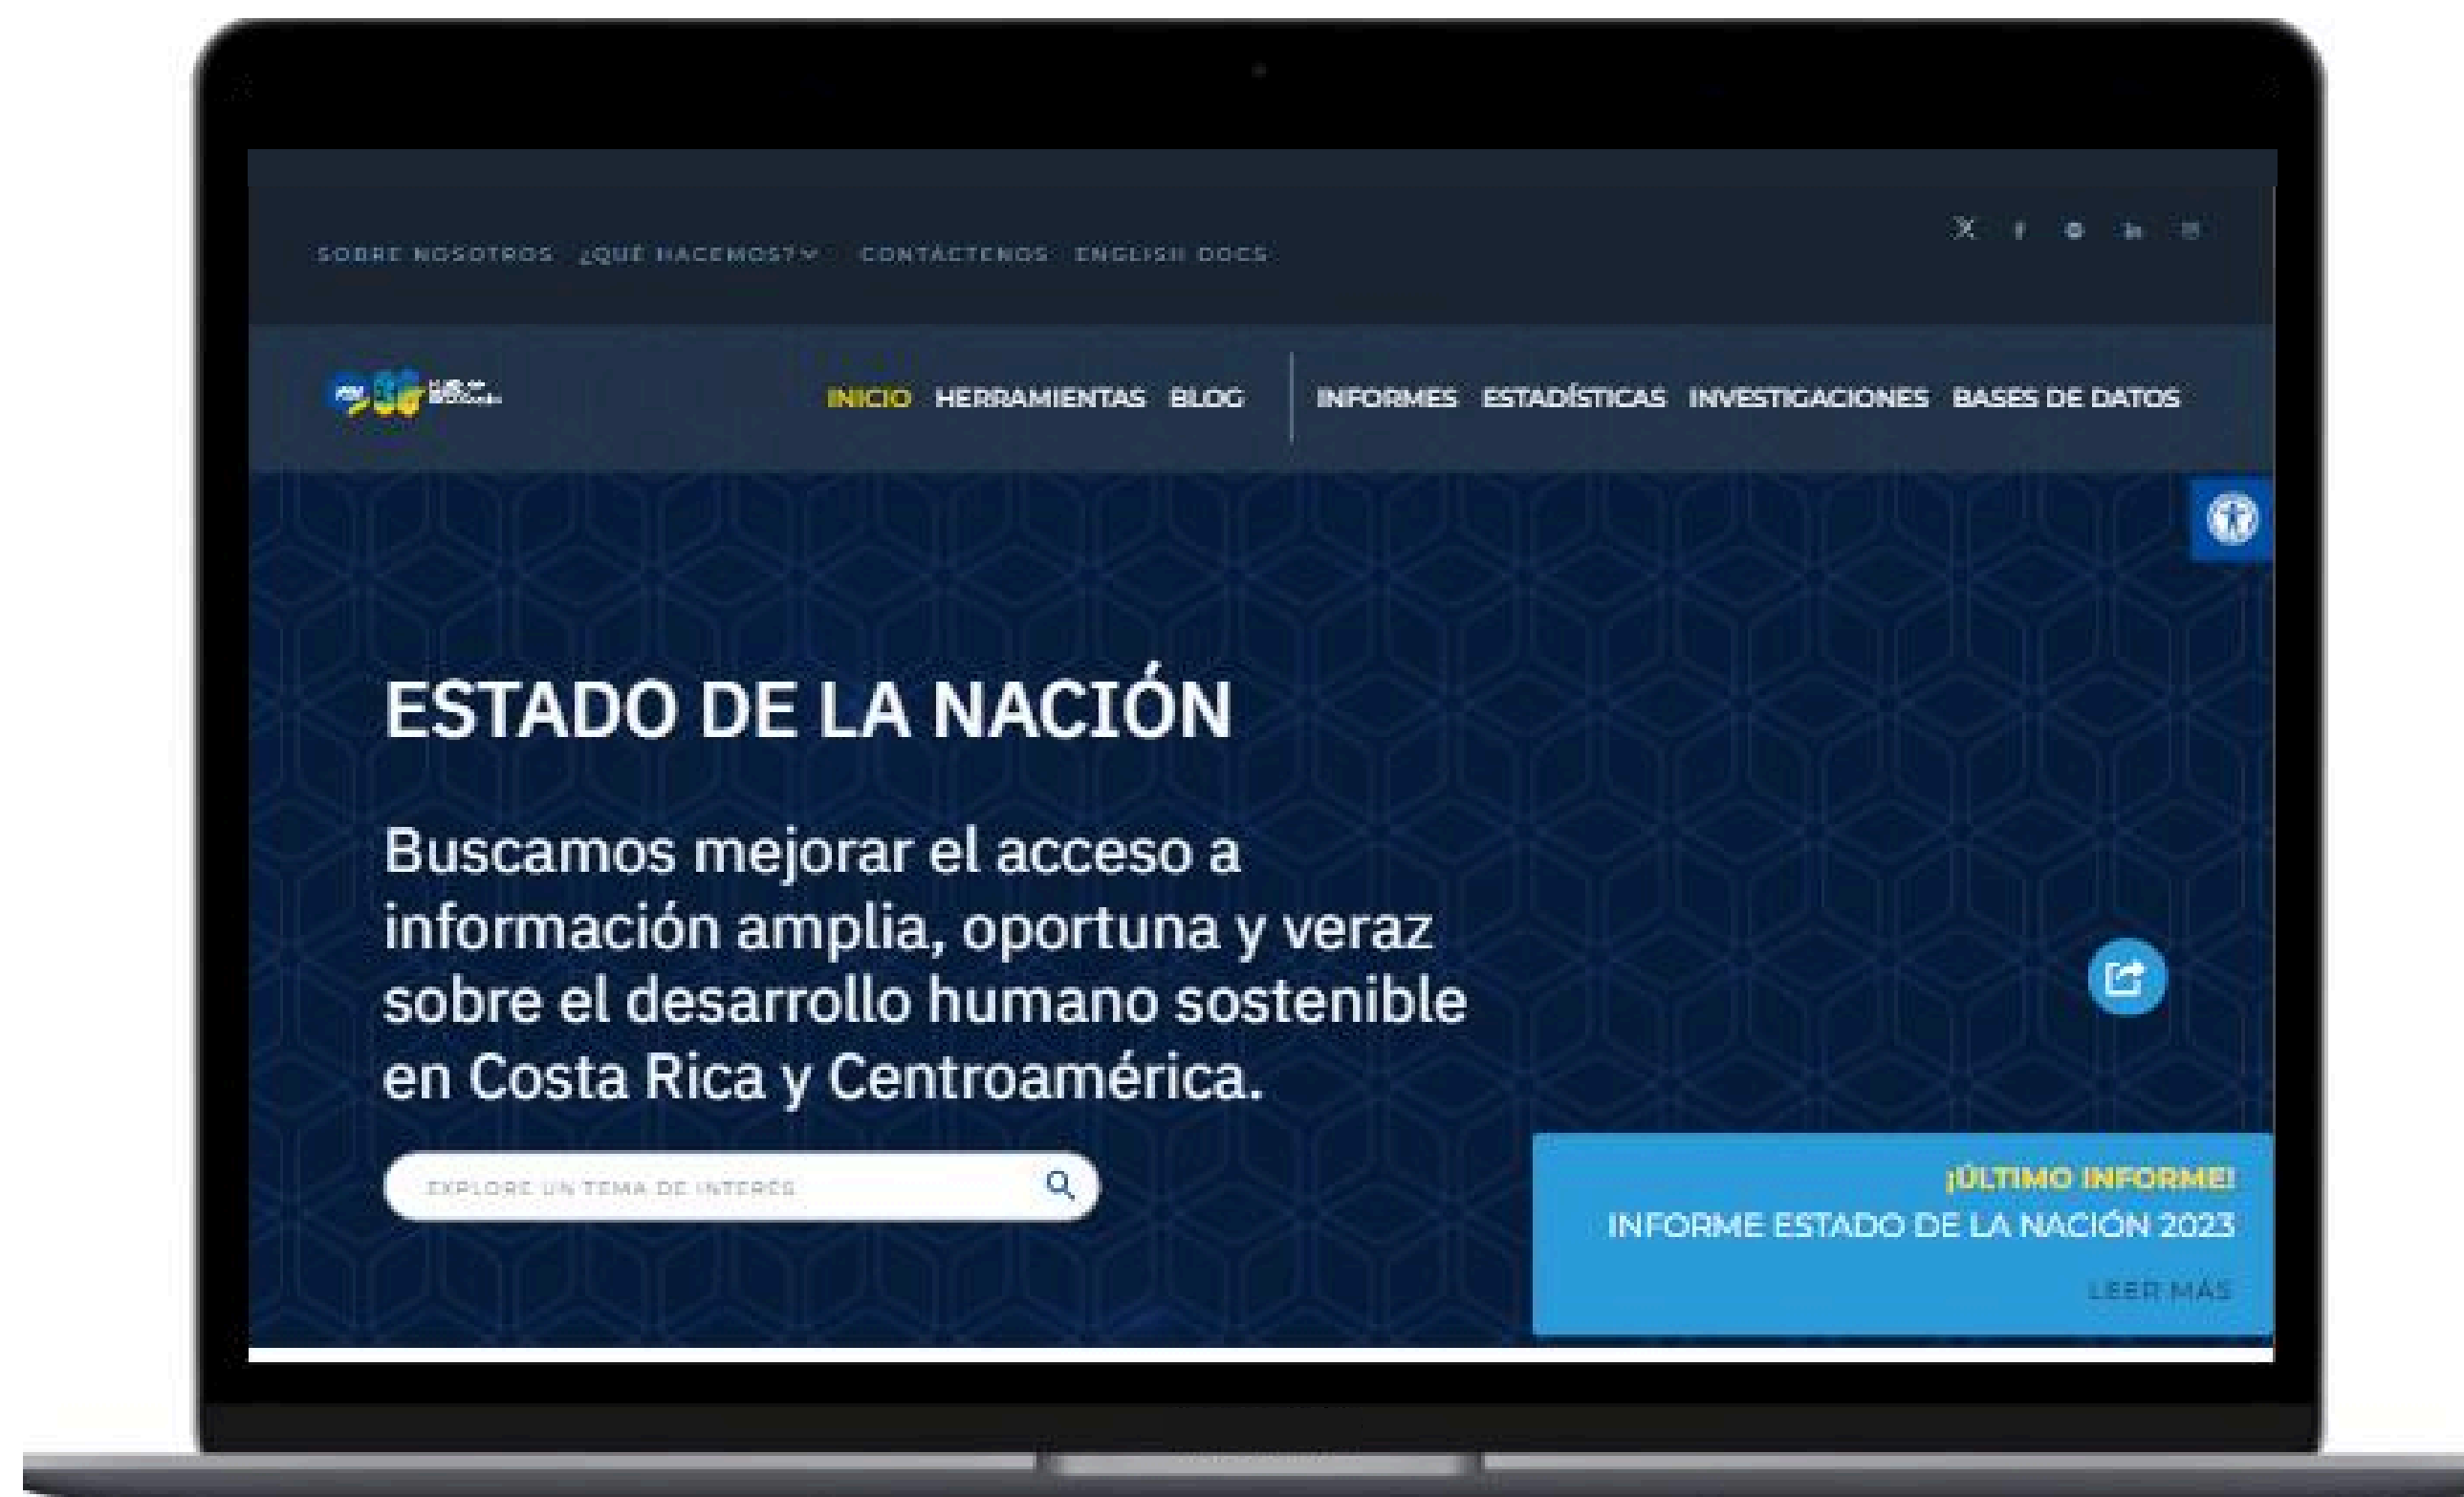 SOBRE NOSOTROS ¿QUÉ HACEMOS? CONTÁCTENOS ENGLISH DOCS
INICIO HERRAMIENTAS BLOG INFORMES ESTADÍSTICAS INVESTIGACIONES BASES DE DATOS
ESTADO DE LA NACIÓN
Buscamos mejorar el acceso a
información amplia, oportuna y veraz
sobre el desarrollo humano sostenible
en Costa Rica y Centroamérica.
EXPLORE UN TEMA DE INTERÉS
¡ÚLTIMO INFORME!
INFORME ESTADO DE LA NACIÓN 2023
LEER MÁS